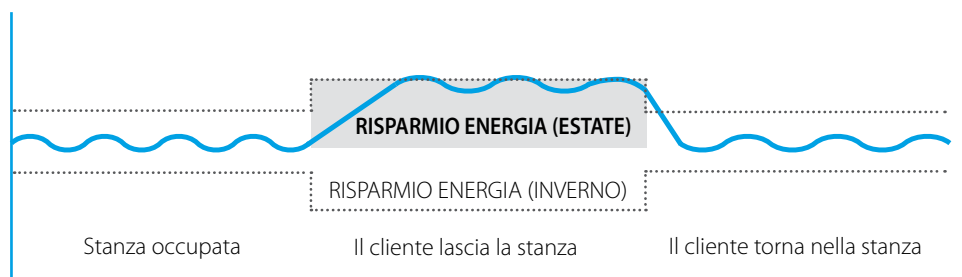 RISPARMIO ENERGIA (ESTATE)
RISPARMIO ENERGIA (INVERNO)
Stanza occupata
Il cliente lascia la stanza
Il cliente torna nella stanza